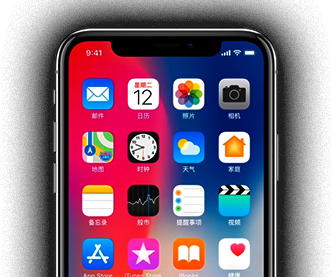 9:41
星期二
12
邮件
日历
照片
相机
地图
时钟
天气
家庭
备忘录
股市
提醒事项
视频
App Store
iTunes Store
iBooks
健康